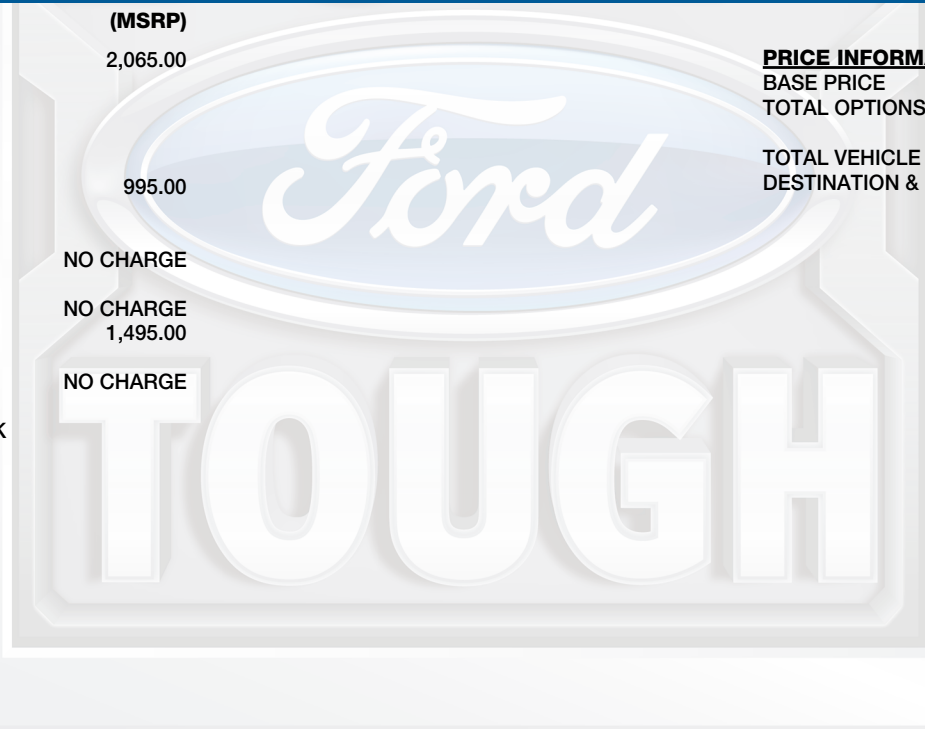 (MSRP)
2,065.00
995.00
NO CHARGE
NO CHARGE
1,495.00
NO CHARGE
K
PRICE INFORMA
BASE PRICE
TOTAL OPTIONS
TOTAL VEHICLE
DESTINATION &
Ford
TOUGH